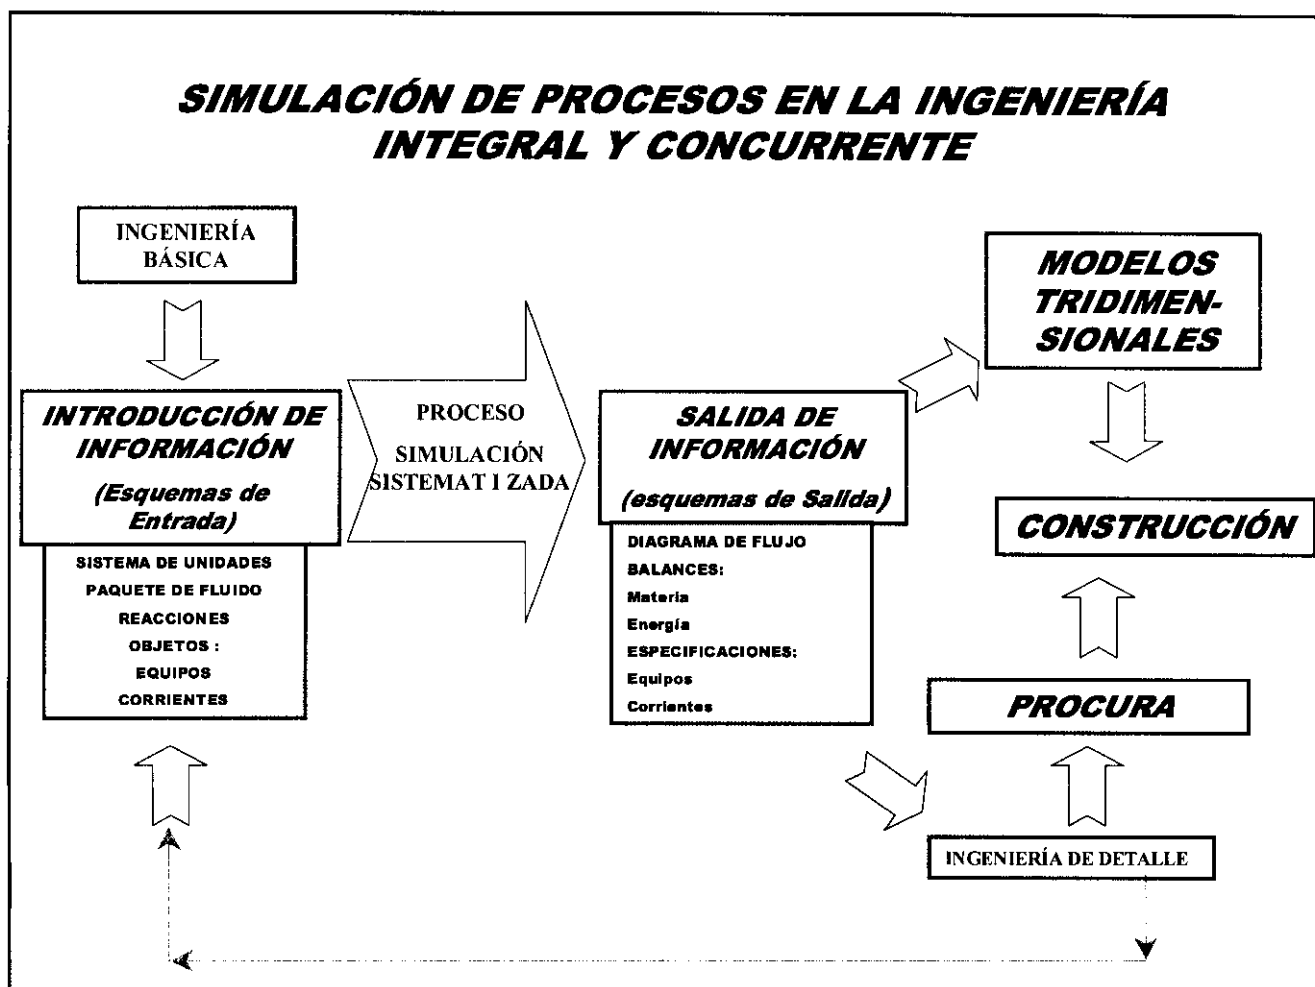 SIMULACIÓN DE PROCESOS EN LA INGENIERÍA
INTEGRAL Y CONCURRENTE
INGENIERÍA
BÁSICA
INTRODUCCIÓN DE
INFORMACIÓN
(Esquemas de
Entrada)
SISTEMA DE UNIDADES
PAQUETE DE FLUIDO
REACCIONES
OBJETOS :
EQUIPOS
CORRIENTES
PROCESO
SIMULACIÓN
SISTEMAT I ZADA
SALIDA DE
INFORMACIÓN
(esquemas de Salida)
DIAGRAMA DE FLUJO
BALANCES:
Materia
Energía
ESPECIFICACIONES:
Equipos
Corrientes
MODELOS
TRIDIMEN-
SIONALES
CONSTRUCCIÓN
PROCURA
INGENIERÍA DE DETALLE